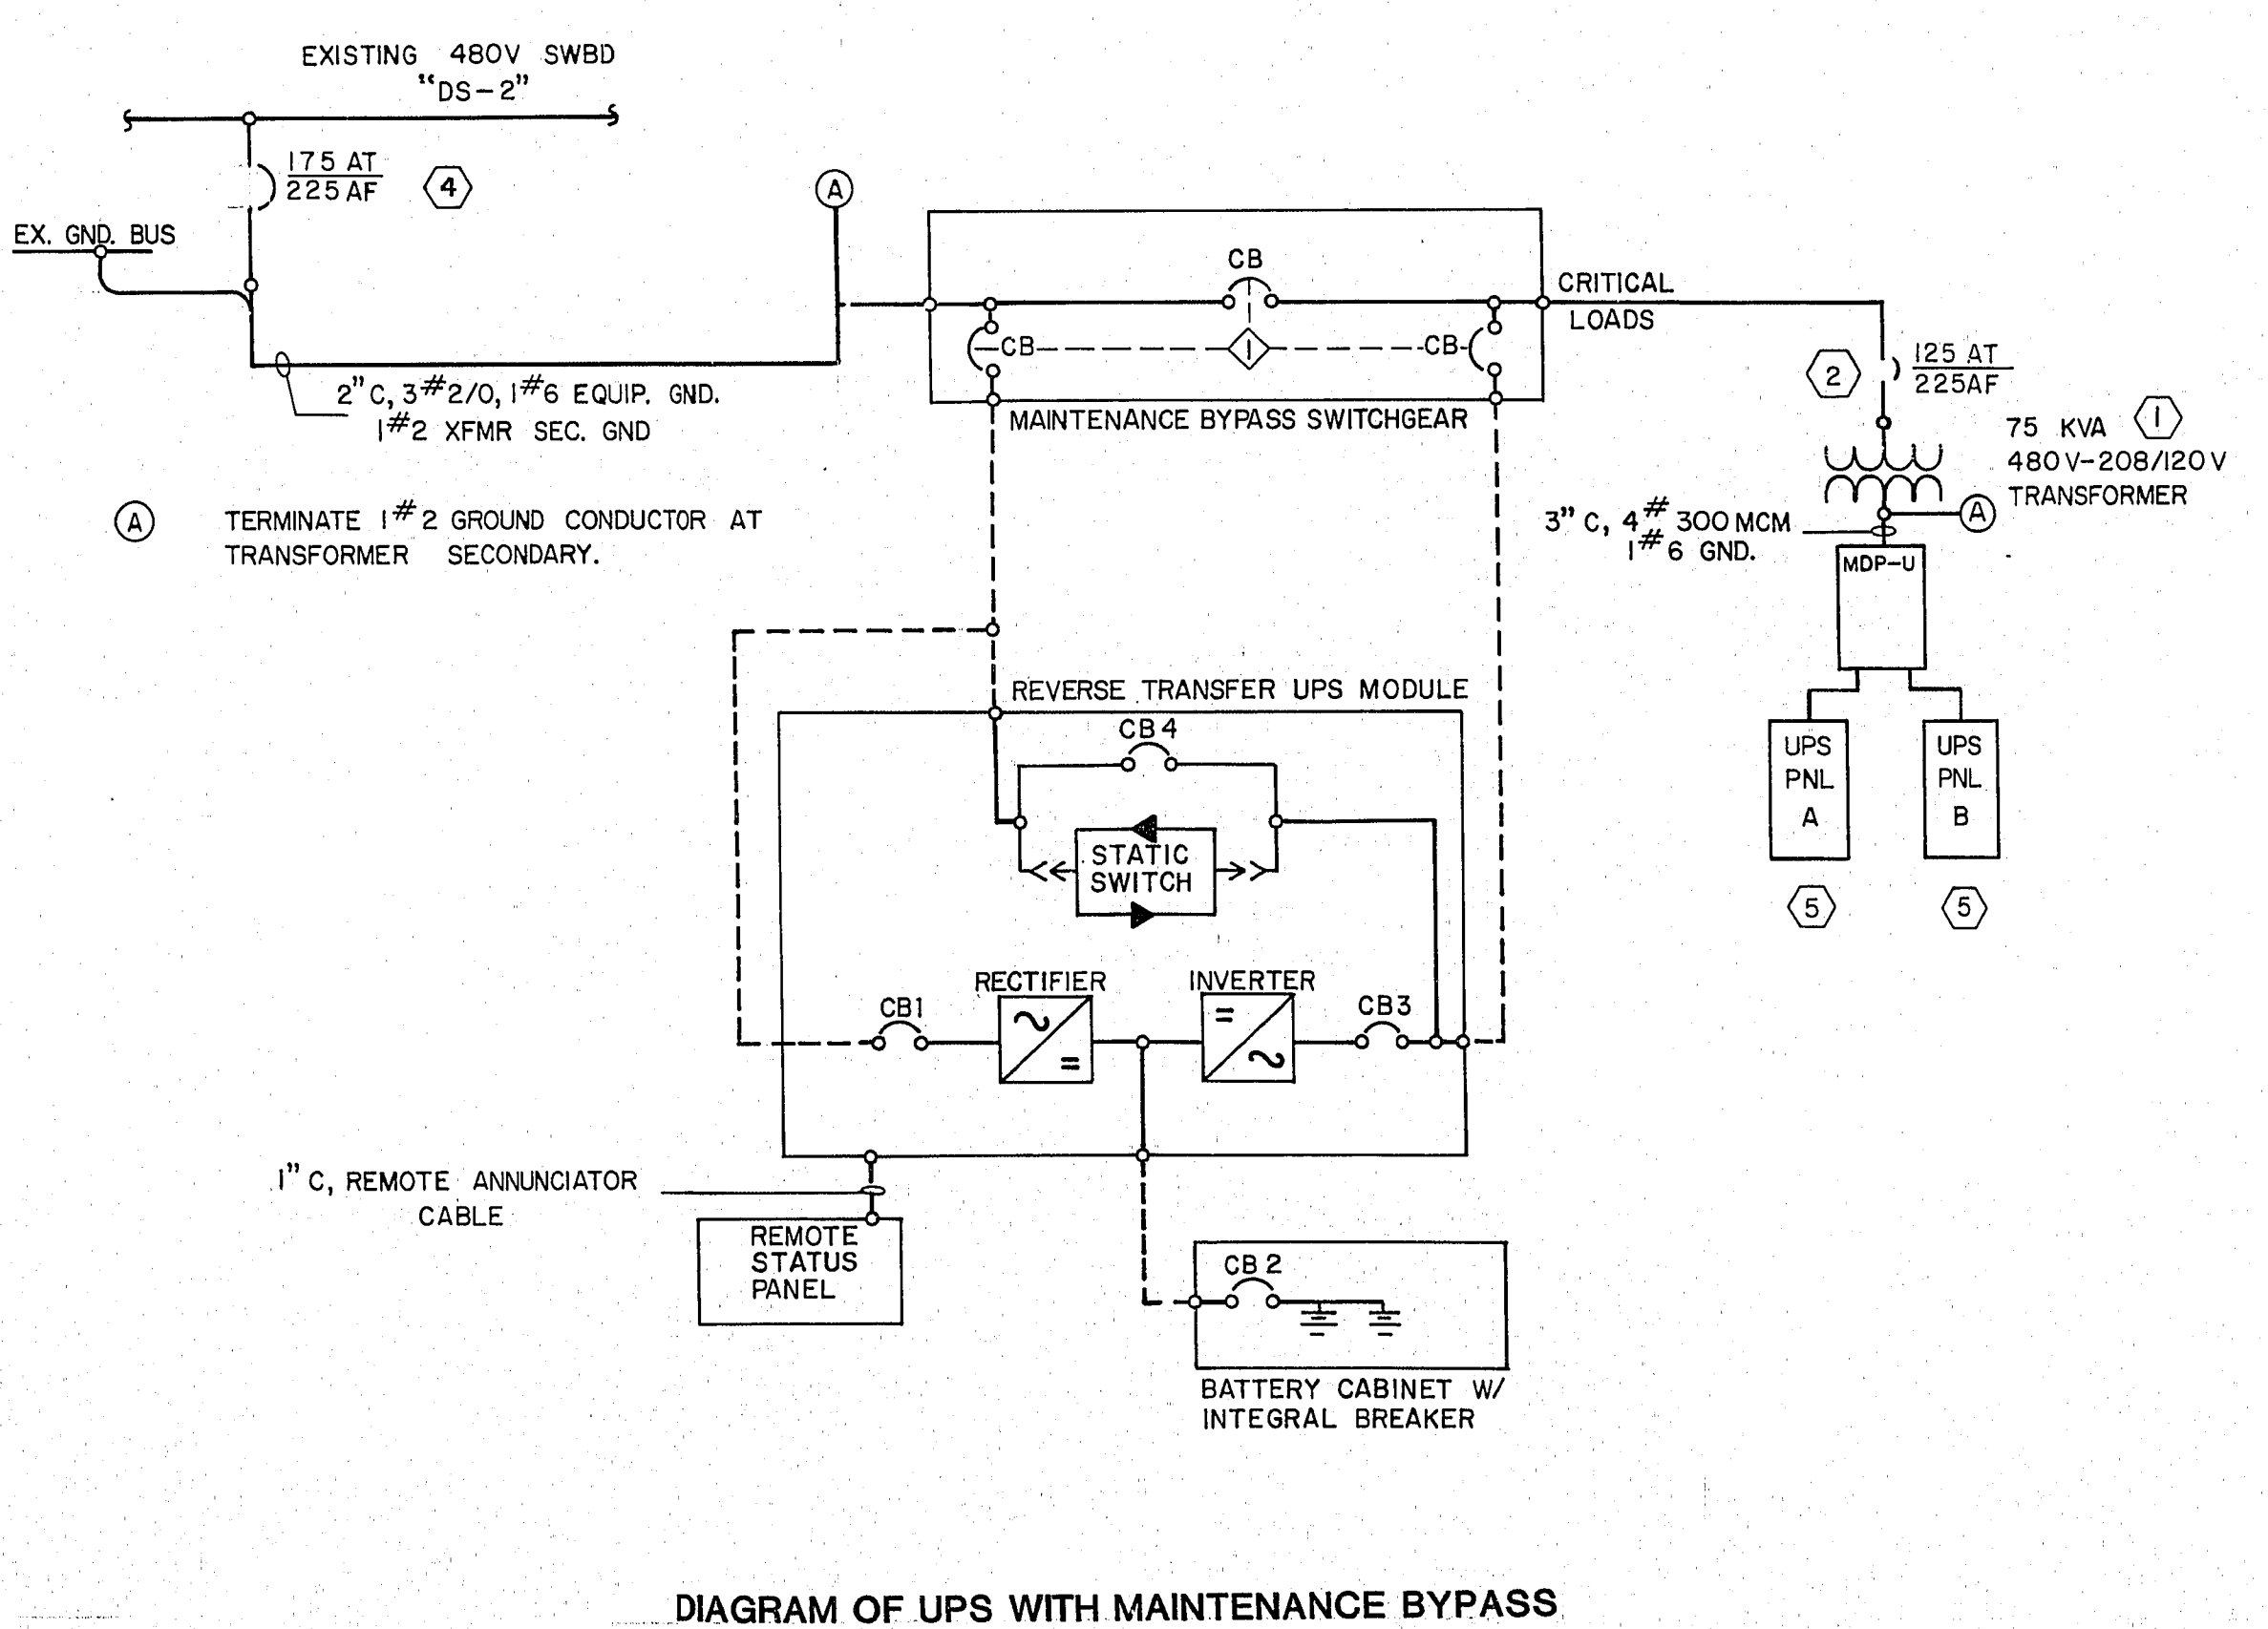 EXISTING 480V SWBD
"DS-2"
175 AT
225 AF
4
EX. GND. BUS
A
CB
CB
1
CB
CRITICAL
LOADS
MAINTENANCE BYPASS SWITCHGEAR
2" C, 3#2/0, 1#6 EQUIP. GND.
1#2 XFMR SEC. GND
2
125 AT
225AF
75 KVA
1
480V-208/120V
TRANSFORMER
A
TERMINATE 1#2 GROUND CONDUCTOR AT
TRANSFORMER SECONDARY.
3" C, 4# 300 MCM
1#6 GND.
A
MDP-U
UPS
PNL
A
UPS
PNL
B
5
5
REVERSE TRANSFER UPS MODULE
CB 4
STATIC
SWITCH
RECTIFIER
INVERTER
CB1
CB3
1" C, REMOTE ANNUNCIATOR
CABLE
REMOTE
STATUS
PANEL
CB 2
BATTERY CABINET W/
INTEGRAL BREAKER
DIAGRAM OF UPS WITH MAINTENANCE BYPASS